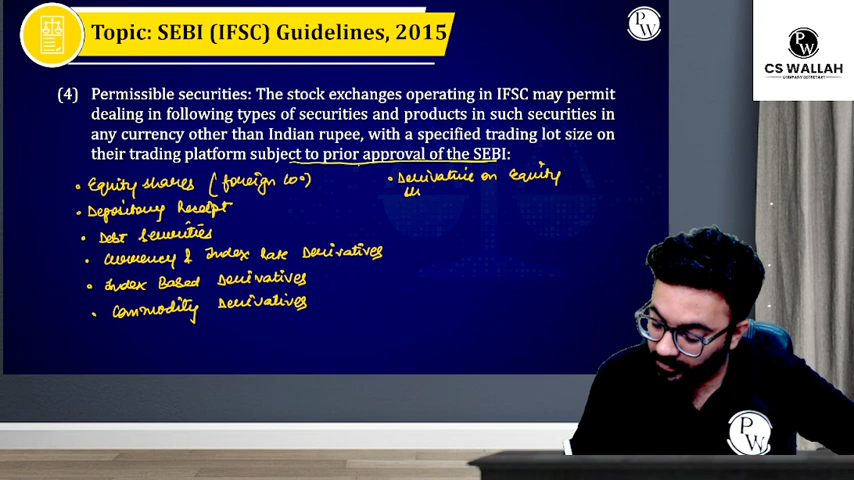 Topic: SEBI (IFSC) Guidelines, 2015
PW
CS WALLAH
COMPANY SECRETARY
(4) Permissible securities: The stock exchanges operating in IFSC may permit
dealing in following types of securities and products in such securities in
any currency other than Indian rupee, with a specified trading lot size on
their trading platform subject to prior approval of the SEBI:
• Equity shares (foreign
• Depository Receipt
• Debt Securities
• Currency & Index Rate Derivatives
• Index Based Derivatives
• Commodity Derivatives
• Derivative on Equity
PW